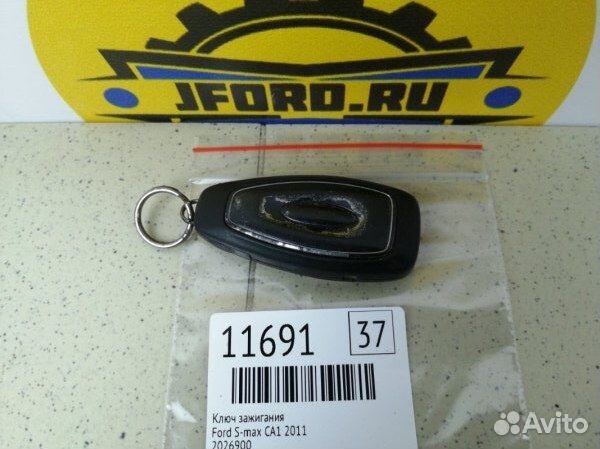 JFORD.RU
11691 37
Ключ зажигания
Ford S-max CA1 2011
2026900
Avito